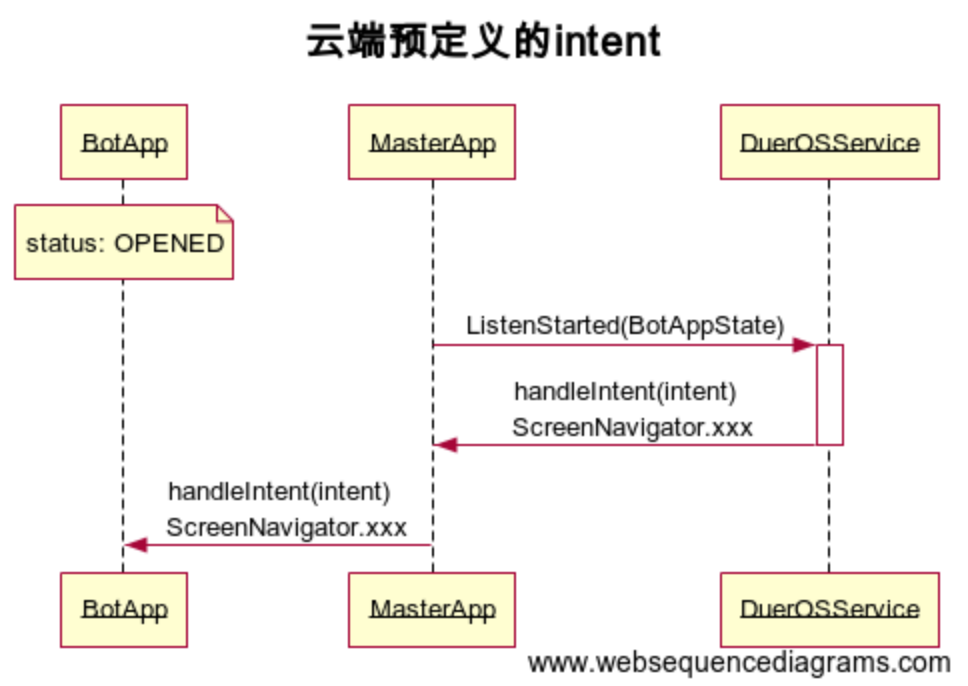 云端预定义的intent
BotApp
MasterApp
DuerOSService
status: OPENED
ListenStarted(BotAppState)
handleIntent(intent)
ScreenNavigator.xxx
handleIntent(intent)
ScreenNavigator.xxx
BotApp
MasterApp
DuerOSService
www.websequencediagrams.com